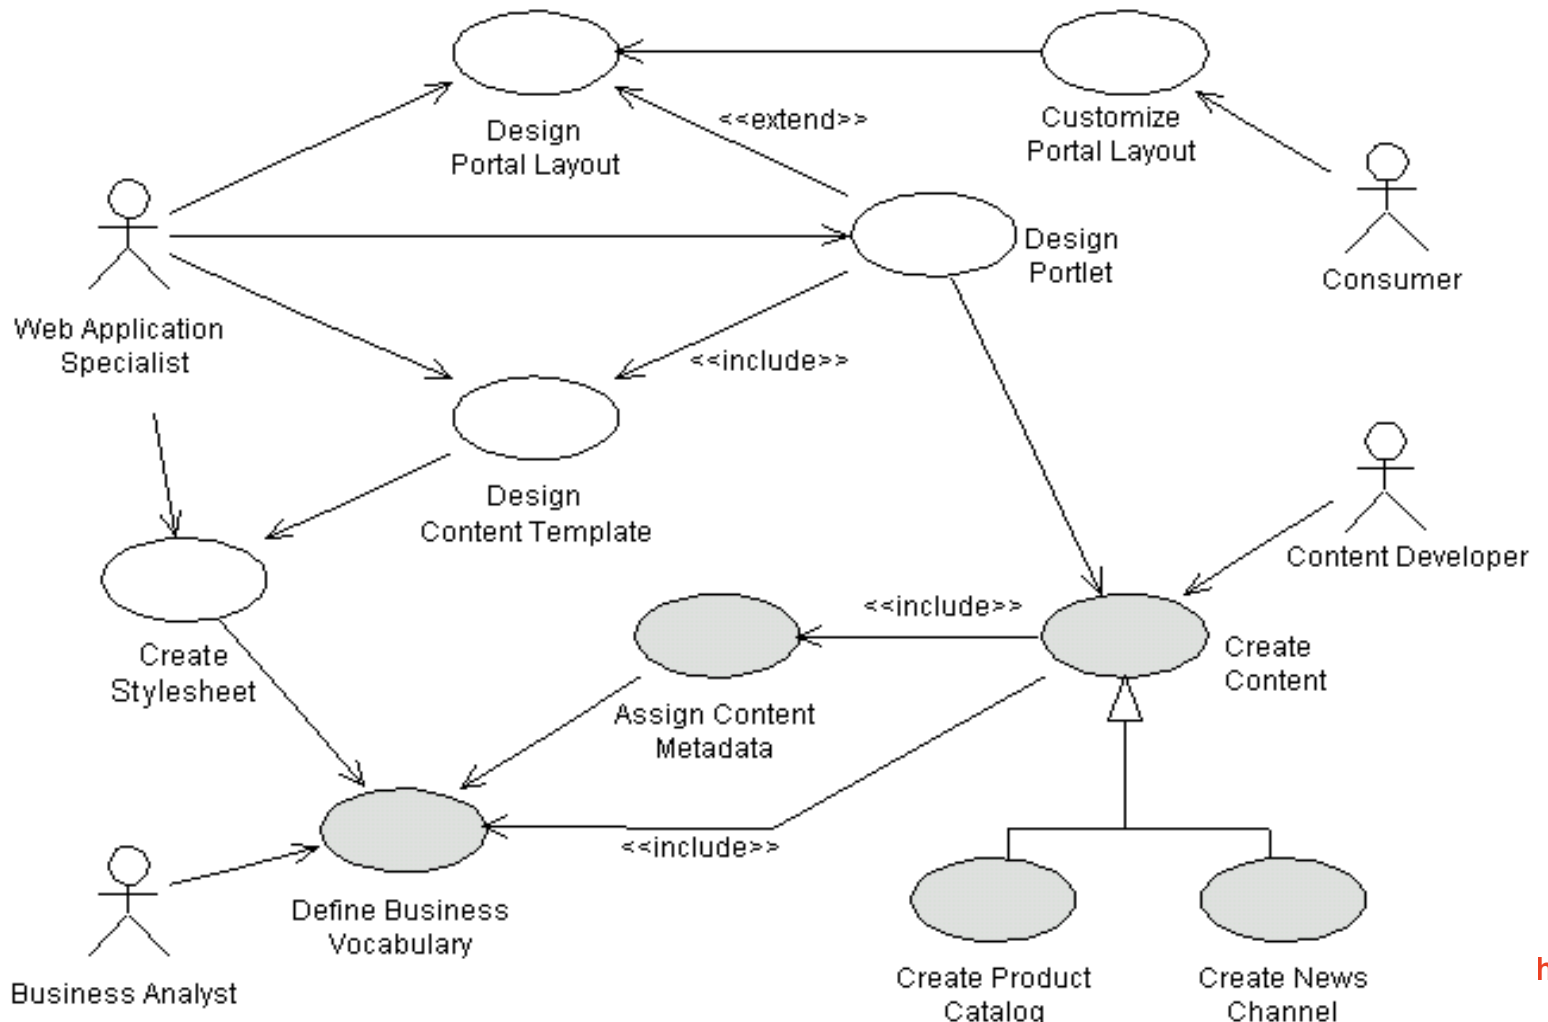 Design
Portal Layout
<<extend>>
Customize
Portal Layout
Design
Portlet
Consumer
Web Application
Specialist
<<include>>
Design
Content Template
Content Developer
<<include>>
Create
Content
Create
Stylesheet
Assign Content
Metadata
<<include>>
Define Business
Vocabulary
Business Analyst
Create Product
Catalog
Create News
Channel
h